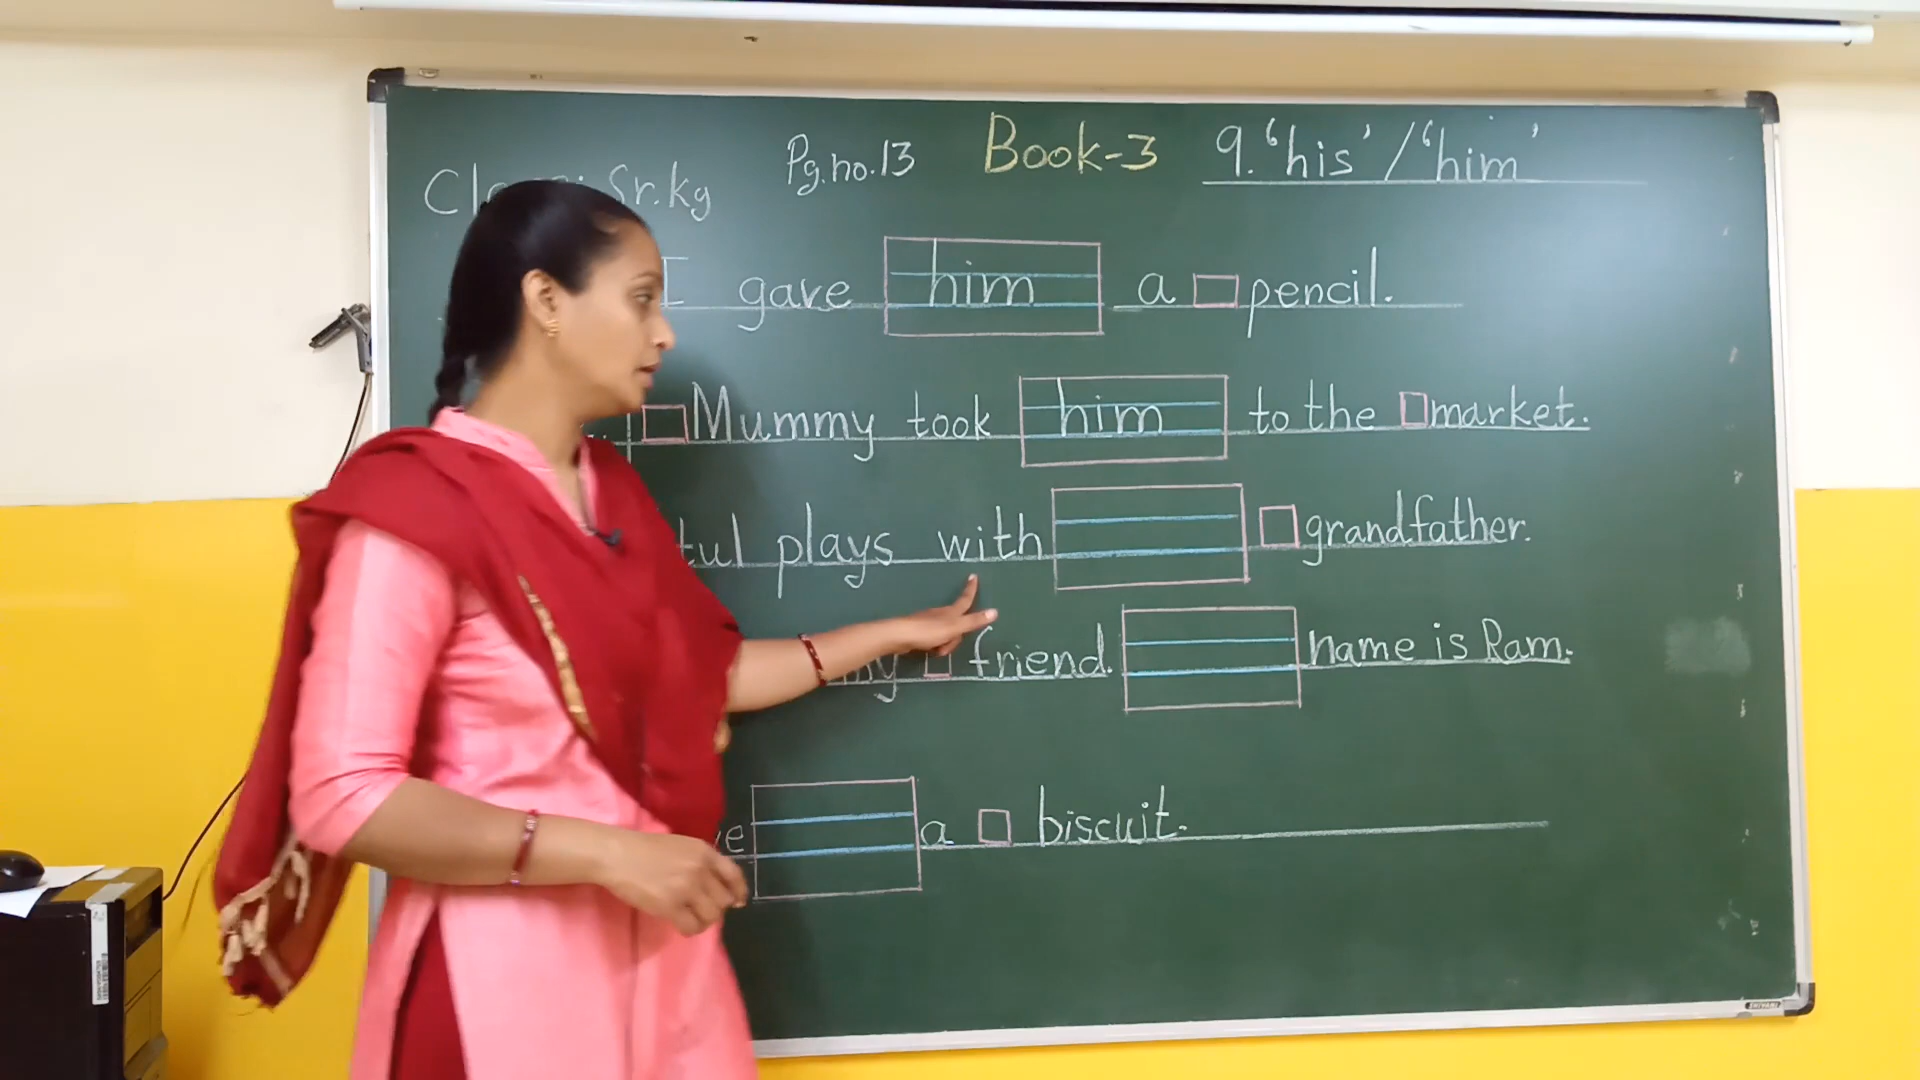 Sr.kg Pg.no.13 Book-3 9. 'his' / 'him'
I gave him a pencil.
Mummy took him to the market.
plays with grandfather.
my friend. name is Ram.
a biscuit.